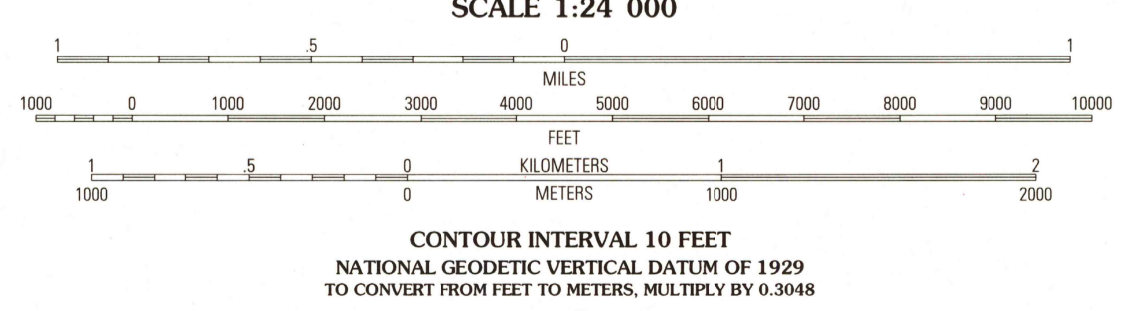 SCALE 1:24 000
1 .5 0 1
MILES
1000 0 1000 2000 3000 4000 5000 6000 7000 8000 9000 10000
FEET
1 .5 0 KILOMETERS 1 2
1000 0 METERS 1000 2000
CONTOUR INTERVAL 10 FEET
NATIONAL GEODETIC VERTICAL DATUM OF 1929
TO CONVERT FROM FEET TO METERS, MULTIPLY BY 0.3048